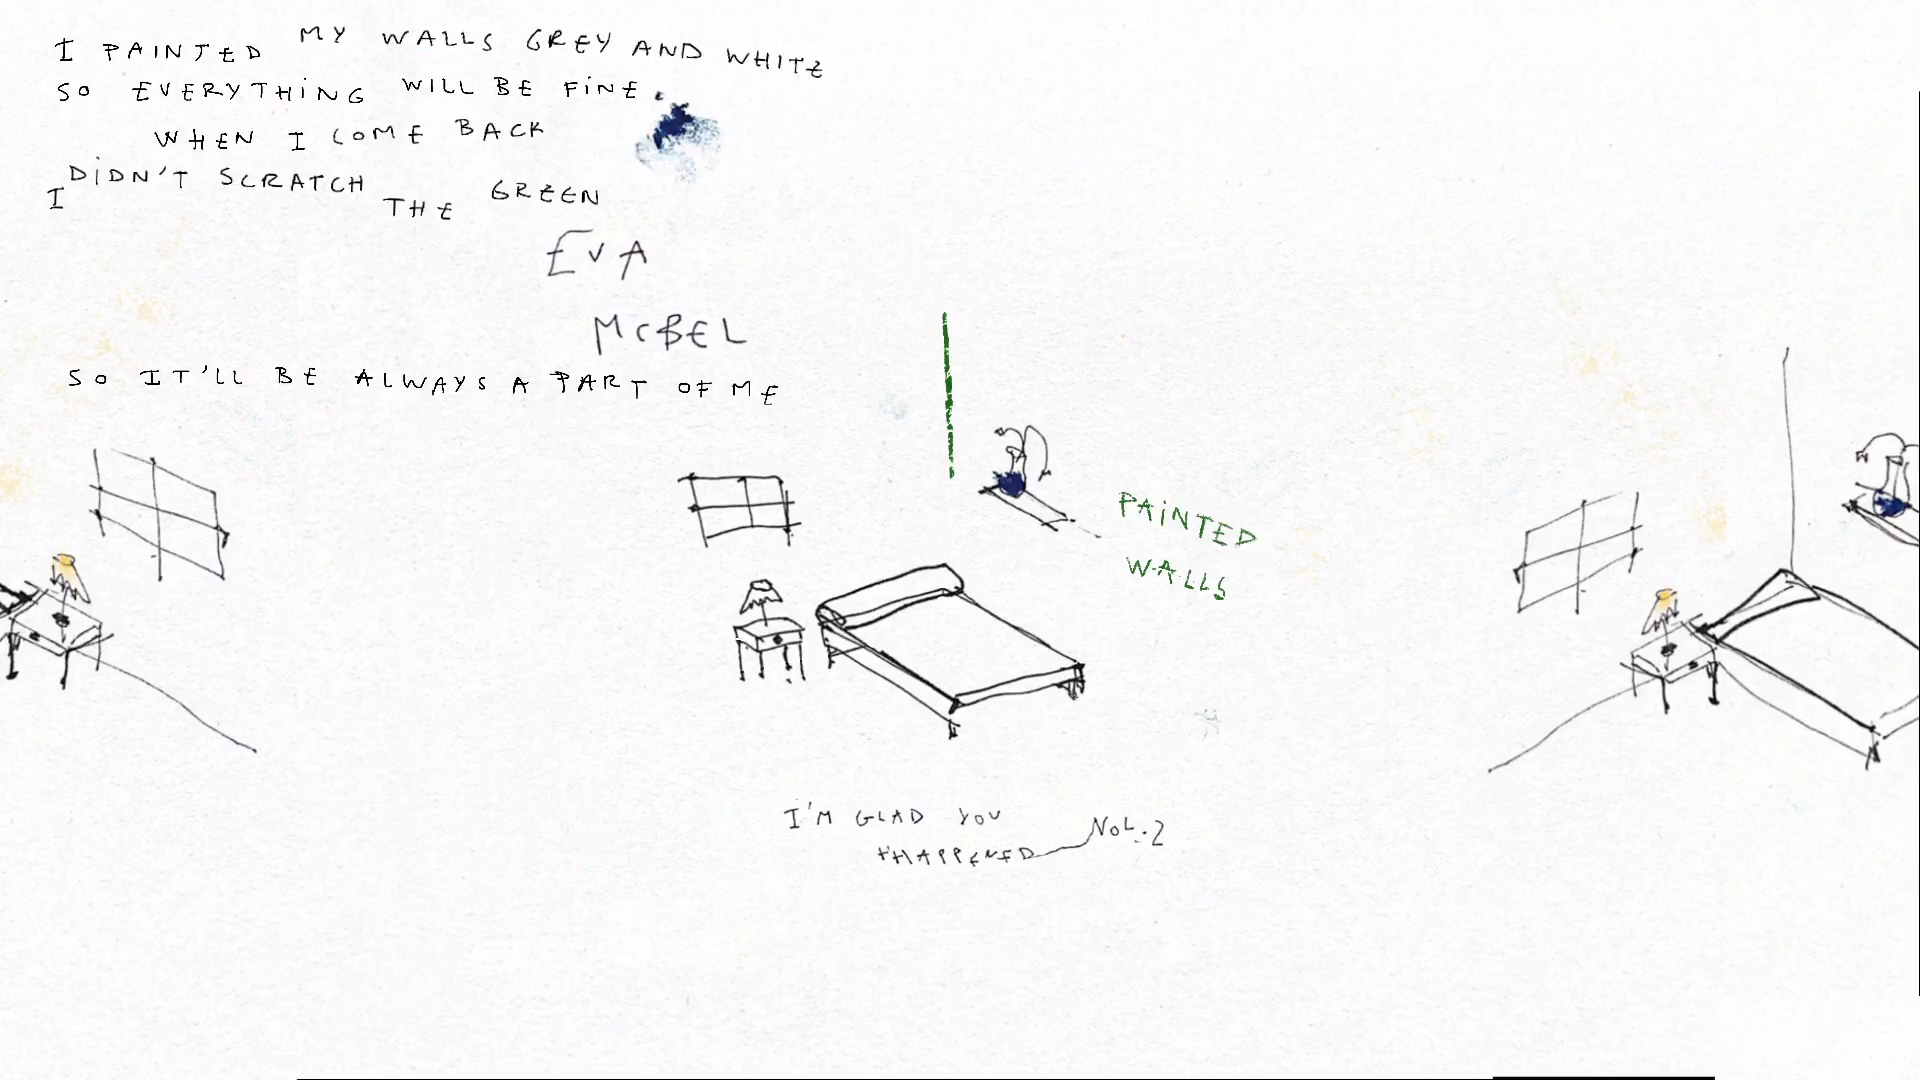 I PAINTED MY WALLS GREY AND WHITE
SO EVERYTHING WILL BE FINE
WHEN I COME BACK
I DIDN'T SCRATCH THE GREEN
EVA
MCBEL
SO IT'LL BE ALWAYS A PART OF ME
PAINTED
WALLS
I'M GLAD YOU
HAPPENED VOL.2